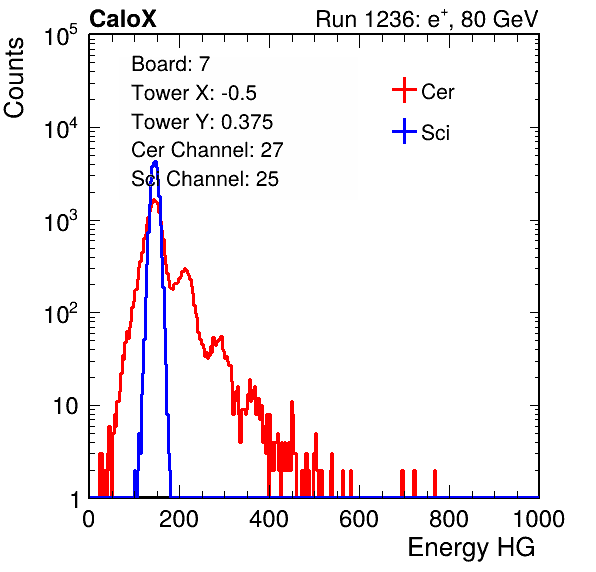 CaloX Run 1236: e⁺, 80 GeV
Counts
Board: 7
Tower X: -0.5
Tower Y: 0.375
Cer Channel: 27
Sci Channel: 25
Cer
Sci
10⁵
10⁴
10³
10²
10
1
0 200 400 600 800 1000
Energy HG